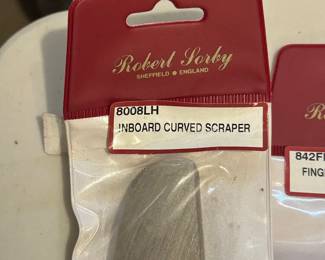 Robert Sorby
SHEFFIELD • ENGLAND
8008LH
INBOARD CURVED SCRAPER
842F
FING